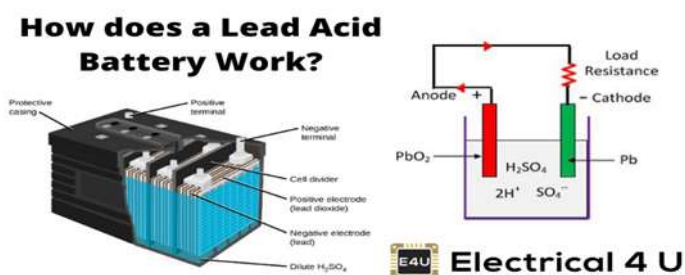 How does a Lead Acid
Battery Work?
Protective
casing
Positive
terminal
Negative
terminal
Cell divider
Positive electrode
(lead dioxide)
Negative electrode
(lead)
Dilute H₂SO₄
Load
Resistance
Anode +
− Cathode
PbO₂
Pb
H₂SO₄
2H⁺ SO₄⁻⁻
E4U
Electrical 4 U